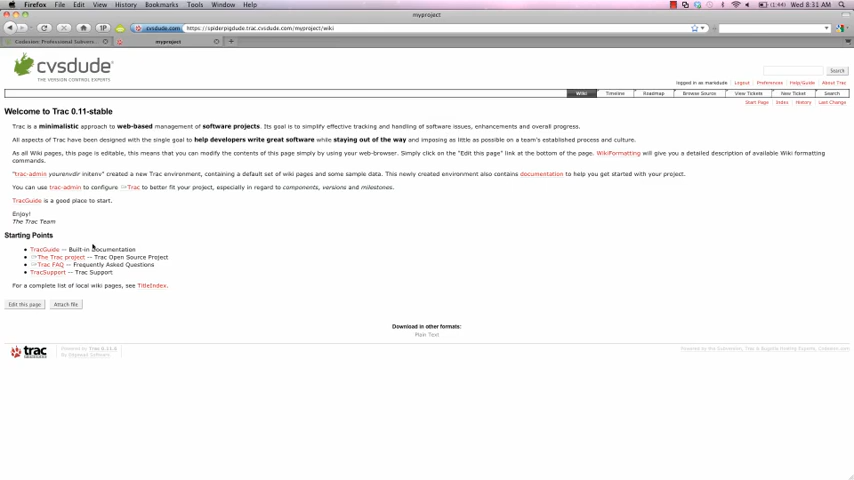 Firefox File Edit View History Bookmarks Tools Window Help (1:44) Wed 8:31 AM
myproject
cvsdude.com https://spiderpigdude.trac.cvsdude.com/myproject/wiki
Codesion: Professional Subvers... myproject
cvsdude
THE VERSION CONTROL EXPERTS
Search
logged in as markdude Logout Preferences Help/Guide About Trac
Wiki Timeline Roadmap Browse Source View Tickets New Ticket Search
Start Page Index History Last Change
Welcome to Trac 0.11-stable
Trac is a minimalistic approach to web-based management of software projects. Its goal is to simplify effective tracking and handling of software issues, enhancements and overall progress.
All aspects of Trac have been designed with the single goal to help developers write great software while staying out of the way and imposing as little as possible on a team's established process and culture.
As all Wiki pages, this page is editable, this means that you can modify the contents of this page simply by using your web-browser. Simply click on the "Edit this page" link at the bottom of the page. WikiFormatting will give you a detailed description of available Wiki formatting
commands.
"trac-admin yourenvdir initenv" created a new Trac environment, containing a default set of wiki pages and some sample data. This newly created environment also contains documentation to help you get started with your project.
You can use trac-admin to configure Trac to better fit your project, especially in regard to components, versions and milestones.
TracGuide is a good place to start.
Enjoy!
The Trac Team
Starting Points
• TracGuide -- Built-in Documentation
• The Trac project -- Trac Open Source Project
• Trac FAQ -- Frequently Asked Questions
• TracSupport -- Trac Support
For a complete list of local wiki pages, see TitleIndex.
Edit this page Attach file
Download in other formats:
Plain Text
trac
Powered by Trac 0.11.6
By Edgewall Software.